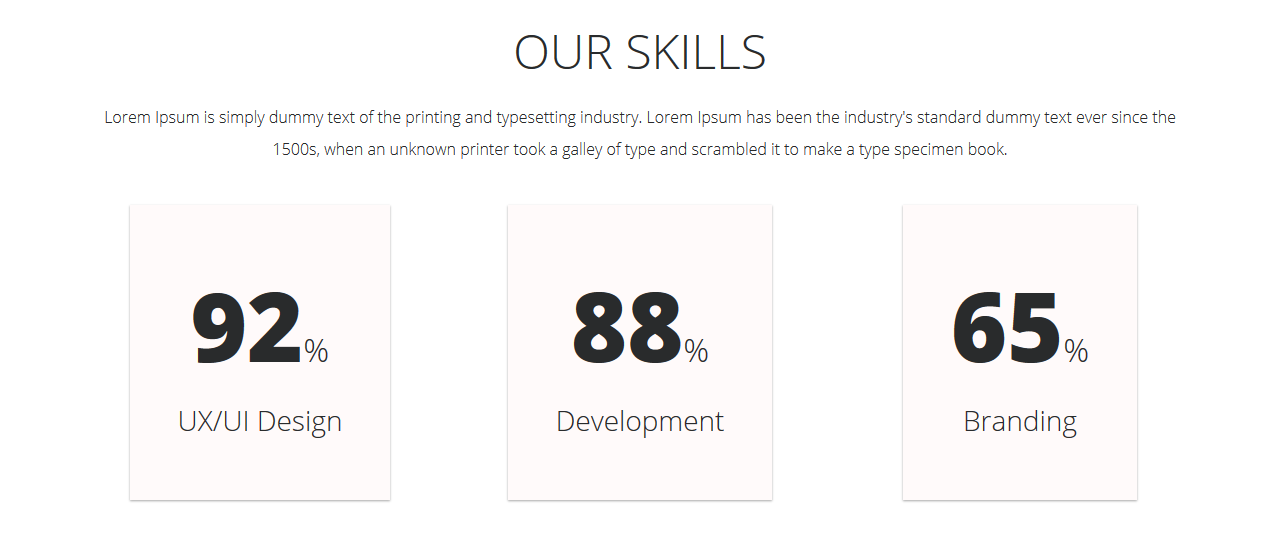 OUR SKILLS
Lorem Ipsum is simply dummy text of the printing and typesetting industry. Lorem Ipsum has been the industry's standard dummy text ever since the
1500s, when an unknown printer took a galley of type and scrambled it to make a type specimen book.
92%
UX/UI Design
88%
Development
65%
Branding